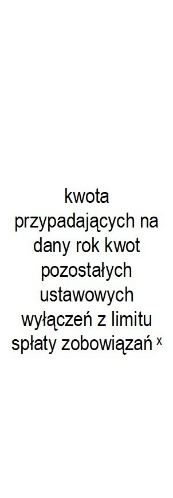 kwota
przypadających na
dany rok kwot
pozostałych
ustawowych
wyłączeń z limitu
spłaty zobowiązań ˣ